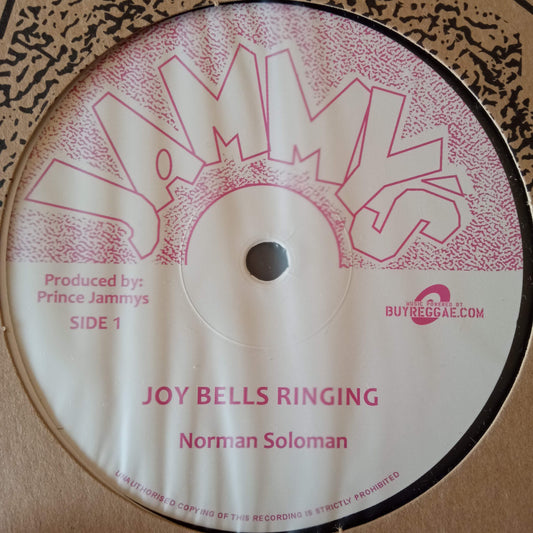 JAMMYS
Produced by:
Prince Jammys
SIDE 1
MUSIC POWERED BY
BUYREGGAE.COM
JOY BELLS RINGING
Norman Soloman
UNAUTHORISED COPYING OF THIS RECORDING IS STRICTLY PROHIBITED